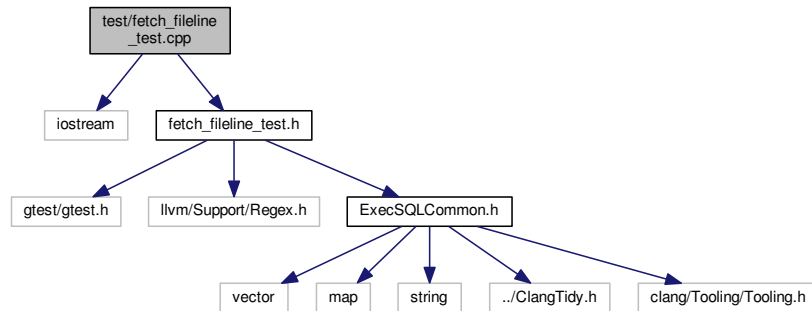 test/fetch_fileline
_test.cpp
iostream
fetch_fileline_test.h
gtest/gtest.h
llvm/Support/Regex.h
ExecSQLCommon.h
vector
map
string
../ClangTidy.h
clang/Tooling/Tooling.h